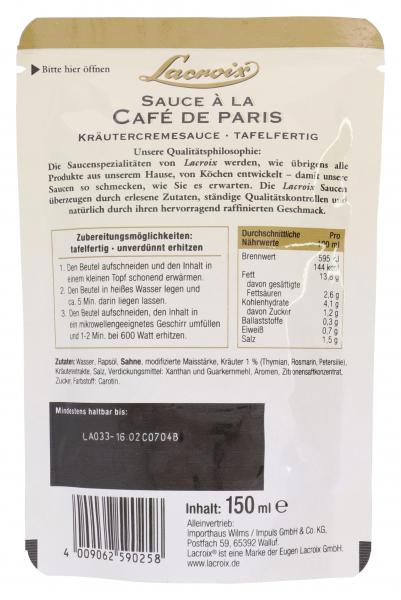 ▶Bitte hier öffnen
Lacroix
SAUCE À LA
CAFÉ DE PARIS
KRÄUTERCREMESAUCE · TAFELFERTIG
Unsere Qualitätsphilosophie:
Die Saucenspezialitäten von Lacroix werden, wie übrigens alle
Produkte aus unserem Hause, von Köchen entwickelt – damit unsere
Saucen so schmecken, wie Sie es erwarten. Die Lacroix Saucen
überzeugen durch erlesene Zutaten, ständige Qualitätskontrollen und
natürlich durch ihren hervorragend raffinierten Geschmack.
Zubereitungsmöglichkeiten:
tafelfertig · unverdünnt erhitzen
1. Den Beutel aufschneiden und den Inhalt in
einem kleinen Topf schonend erwärmen.
2. Den Beutel in heißes Wasser legen und
ca. 5 Min. darin liegen lassen.
3. Den Beutel aufschneiden, den Inhalt in
ein mikrowellengeeignetes Geschirr umfüllen
und 1-2 Min. bei 600 Watt erhitzen.
Durchschnittliche Pro
Nährwerte 100 ml
Brennwert 595 kJ
144 kcal
Fett 13,8 g
davon gesättigte
Fettsäuren 2,6 g
Kohlenhydrate 4,1 g
davon Zucker 1,2 g
Ballaststoffe 0,3 g
Eiweiß 0,7 g
Salz 1,5 g
Zutaten: Wasser, Rapsöl, Sahne, modifizierte Maisstärke, Kräuter 1 % (Thymian, Rosmarin, Petersilie),
Kräuterextrakte, Salz, Verdickungsmittel: Xanthan und Guarkernmehl, Aromen, Zitronensaftkonzentrat,
Zucker, Farbstoff: Carotin.
Mindestens haltbar bis:
LA033-16 02C0704B
Inhalt: 150 ml ℮
Alleinvertrieb:
Importhaus Wilms / Impuls GmbH & Co. KG,
Postfach 59, 65392 Walluf.
Lacroix® ist eine Marke der Eugen Lacroix GmbH.
www.lacroix.de
4 009062 590258